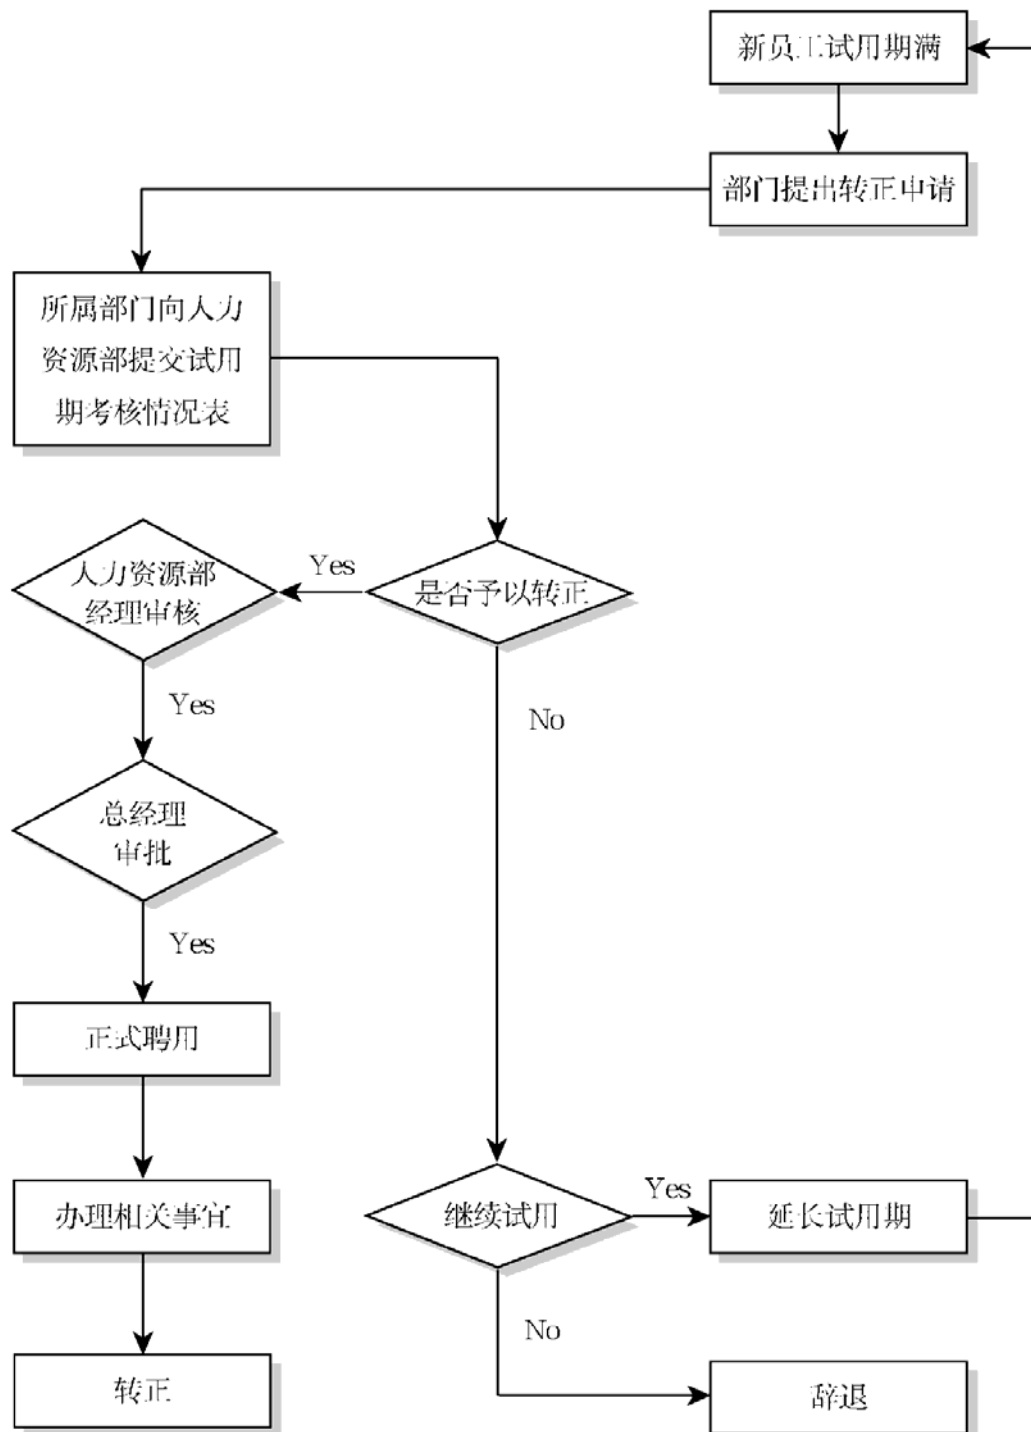 新员工试用期满
部门提出转正申请
所属部门向人力
资源部提交试用
期考核情况表
是否予以转正
Yes
人力资源部
经理审核
Yes
No
总经理
审批
Yes
正式聘用
办理相关事宜
转正
继续试用
Yes
延长试用期
No
辞退